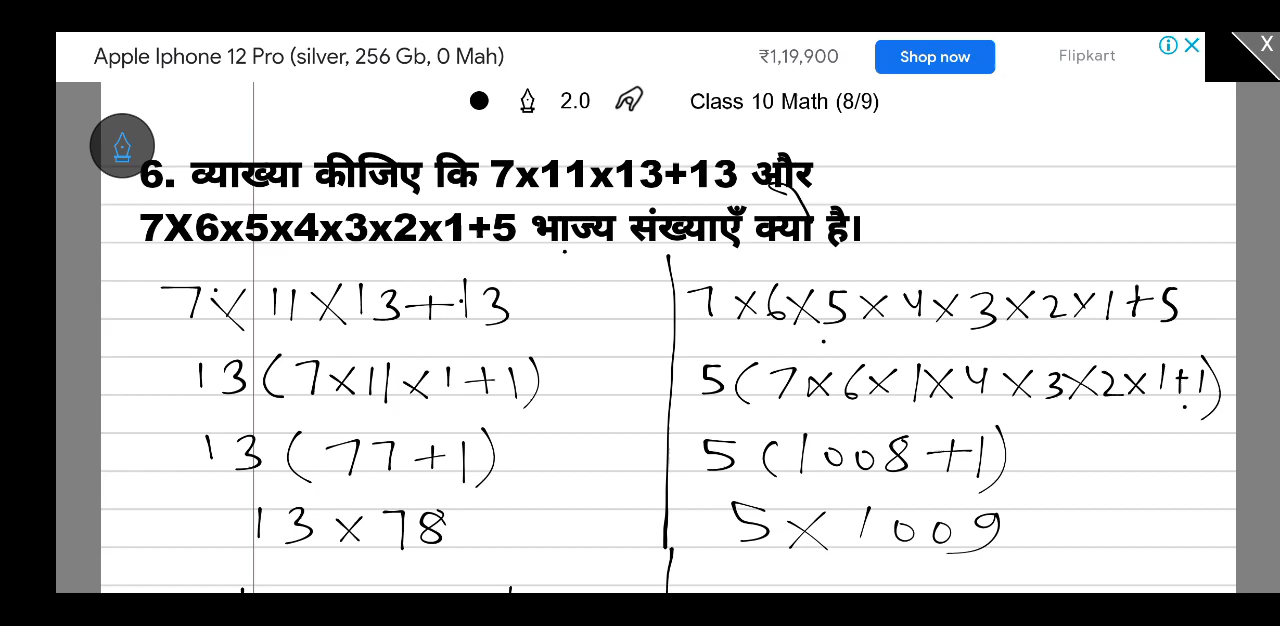 Apple Iphone 12 Pro (silver, 256 Gb, 0 Mah) ₹1,19,900 Shop now Flipkart X
2.0 Class 10 Math (8/9)
6. व्याख्या कीजिए कि 7x11x13+13 और
7X6x5x4x3x2x1+5 भाज्य संख्याएँ क्यो है।
7×11×13+13
13(7×11×1+1)
13(77+1)
13×78
7×6×5×4×3×2×1+5
5(7×6×1×4×3×2×1+1)
5(1008+1)
5×1009